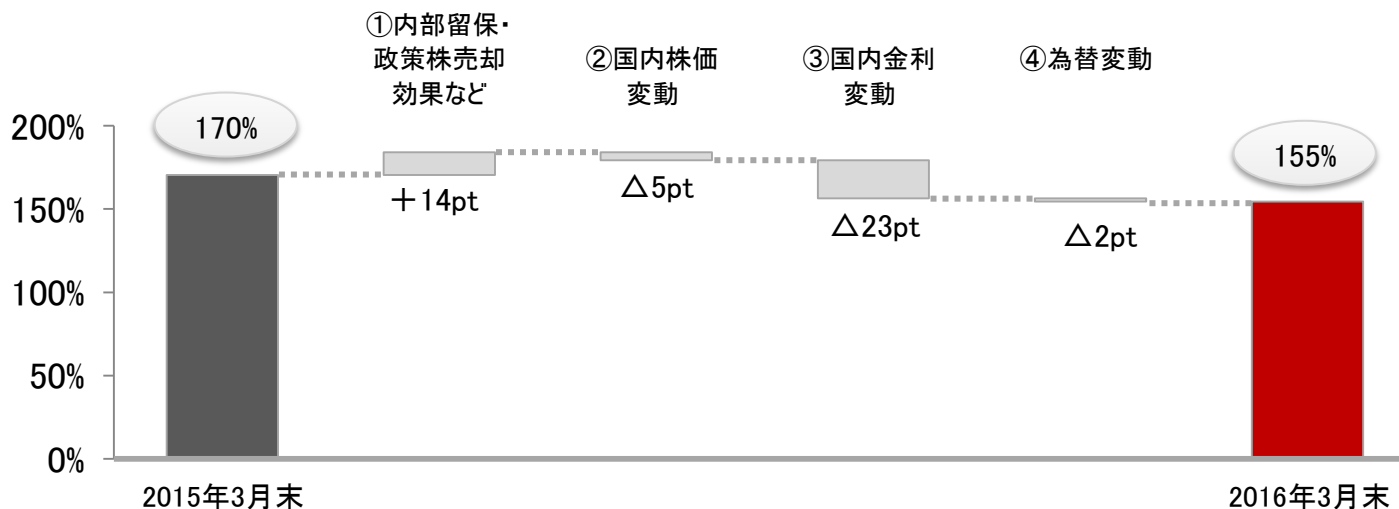 ①内部留保・
政策株売却
効果など
②国内株価
変動
③国内金利
変動
④為替変動
200%
150%
100%
50%
0%
170%
＋14pt
△5pt
△23pt
△2pt
155%
2015年3月末
2016年3月末